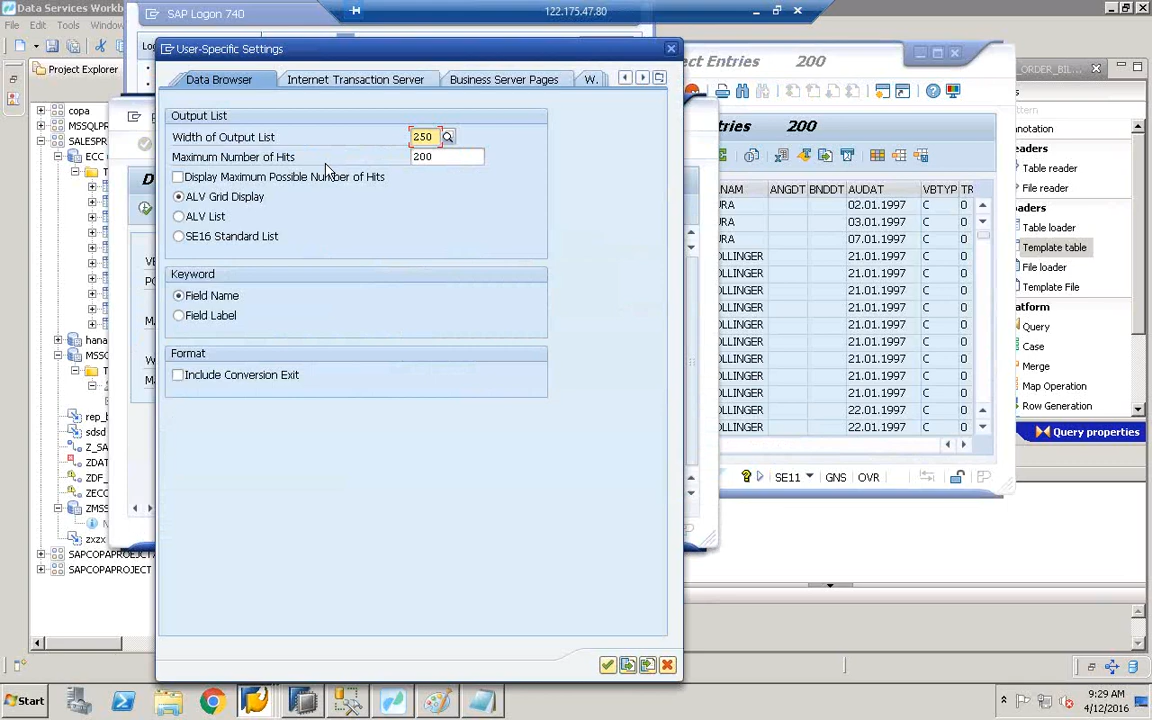 Data Services Workb
SAP Logon 740
122.175.47.80
File Edit Tools Window
User-Specific Settings
ect Entries 200
_ORDER_BIL...
Project Explorer
Data Browser
Internet Transaction Server
Business Server Pages
W.
copa
MSSQLPR
SALESPR
ECC (
T
Output List
Width of Output List 250
Maximum Number of Hits 200
Display Maximum Possible Number of Hits
ALV Grid Display
ALV List
SE16 Standard List
Keyword
Field Name
Field Label
Format
Include Conversion Exit
tries 200
NAM ANGDT BNDDT AUDAT VBTYP TR
URA 02.01.1997 C 0
URA 03.01.1997 C 0
URA 07.01.1997 C 0
OLLINGER 21.01.1997 C 0
OLLINGER 21.01.1997 C 0
OLLINGER 21.01.1997 C 0
OLLINGER 21.01.1997 C 0
OLLINGER 21.01.1997 C 0
OLLINGER 21.01.1997 C 0
OLLINGER 21.01.1997 C 0
OLLINGER 21.01.1997 C 0
OLLINGER 21.01.1997 C 0
OLLINGER 22.01.1997 C 0
OLLINGER 22.01.1997 C 0
SE11 GNS OVR
nnotation
eaders
Table reader
File reader
oaders
Table loader
Template table
File loader
Template File
latform
Query
Case
Merge
Map Operation
Row Generation
Query properties
hana
MSSQ
T
rep_b
sdsd
Z_SA
ZDAT
ZDF_
ZECC
ZMSS
N
zxzx
SAPCOPAPROEJCT
SAPCOPAPROJECT
Start
9:29 AM
4/12/2016